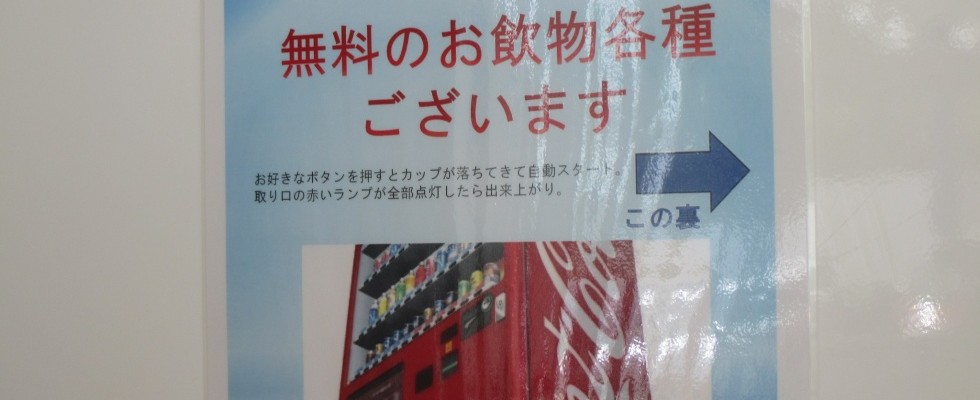 無料のお飲物各種
ございます
お好きなボタンを押すとカップが落ちてきて自動スタート。
取り口の赤いランプが全部点灯したら出来上がり。
この裏